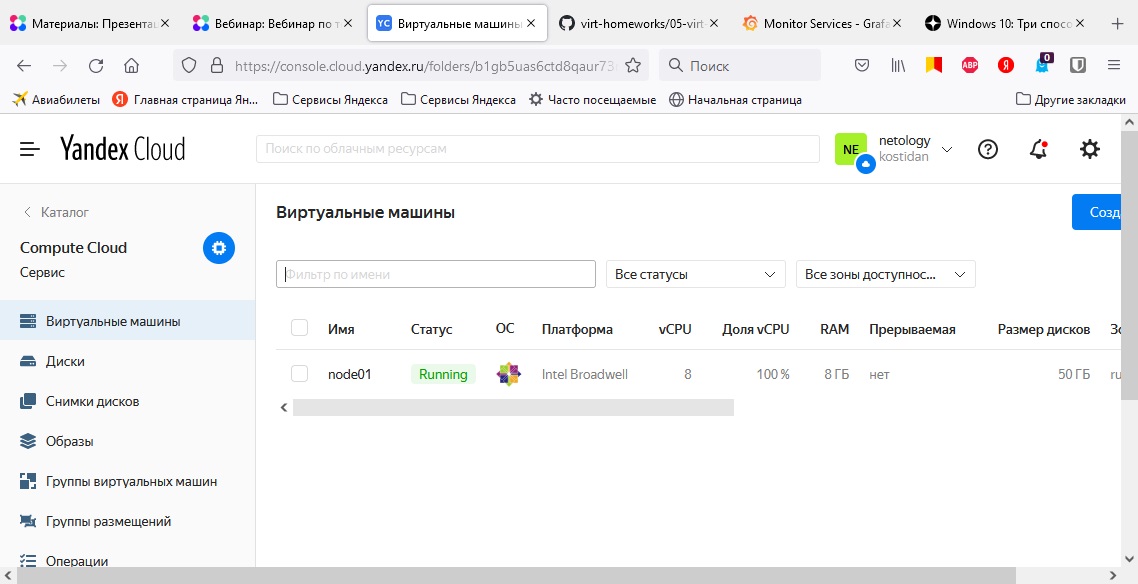 Материалы: Презента
Вебинар: Вебинар по т
YC Виртуальные машины
virt-homeworks/05-virt-
Monitor Services - Grafa
Windows 10: Три спосо
https://console.cloud.yandex.ru/folders/b1gb5uas6ctd8qaur73
Поиск
ABP
Я
0
Авиабилеты
Я Главная страница Ян...
Сервисы Яндекса
Сервисы Яндекса
Часто посещаемые
Начальная страница
Другие закладки
Yandex Cloud
Поиск по облачным ресурсам
NE
netology
kostidan
Каталог
Compute Cloud
Сервис
Виртуальные машины
Диски
Снимки дисков
Образы
Группы виртуальных машин
Группы размещений
Операции
Виртуальные машины
Созд
Фильтр по имени
Все статусы
Все зоны доступнос...
Имя Статус ОС Платформа vCPU Доля vCPU RAM Прерываемая Размер дисков Зо
node01 Running Intel Broadwell 8 100 % 8 ГБ нет 50 ГБ ru